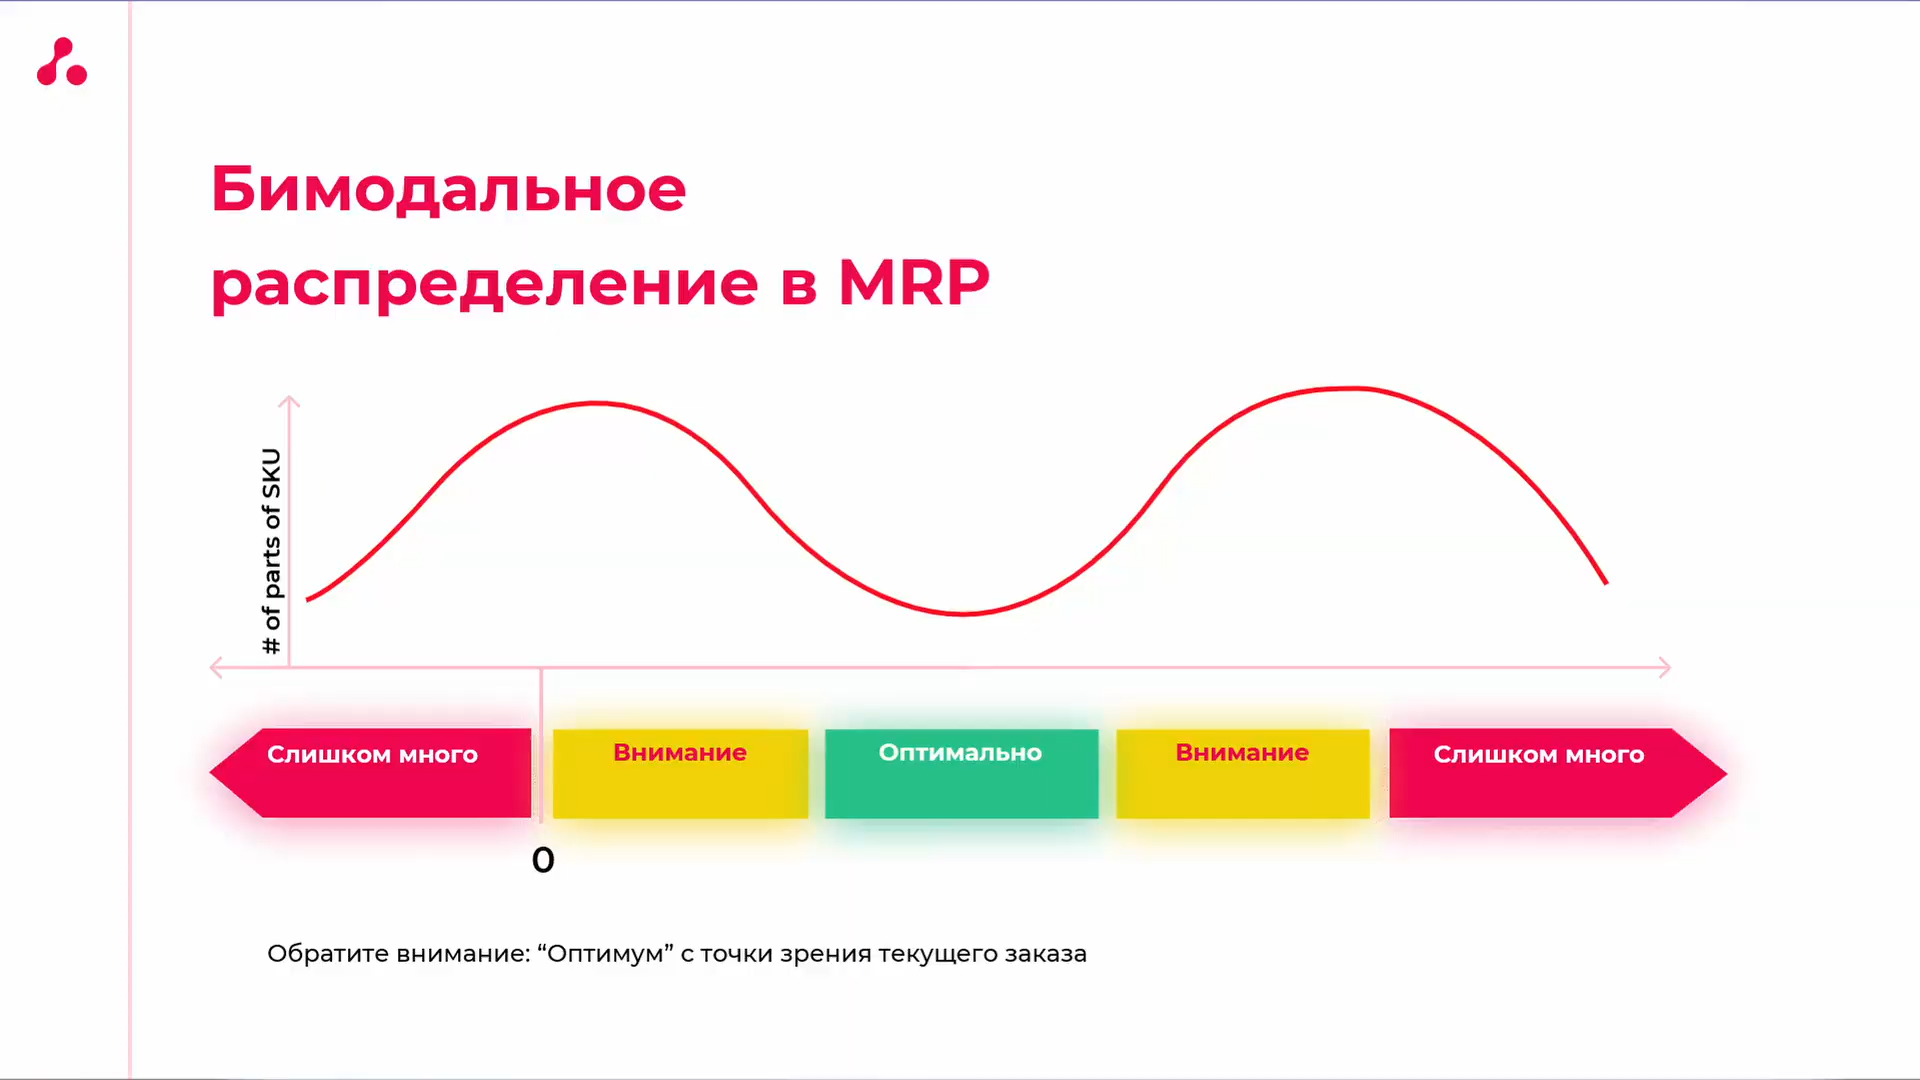 Бимодальное
распределение в MRP
# of parts of SKU
Слишком много
Внимание
Оптимально
Внимание
Слишком много
0
Обратите внимание: “Оптимум” с точки зрения текущего заказа